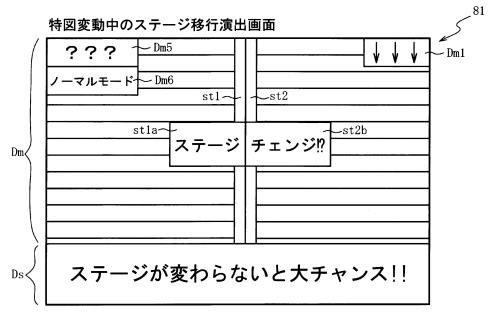 特図変動中のステージ移行演出画面
81
???
Dm5
↓↓↓
Dm1
ノーマルモード
Dm6
st1
st2
st1a
ステージ
チェンジ!?
st2b
Dm
Ds
ステージが変わらないと大チャンス!!